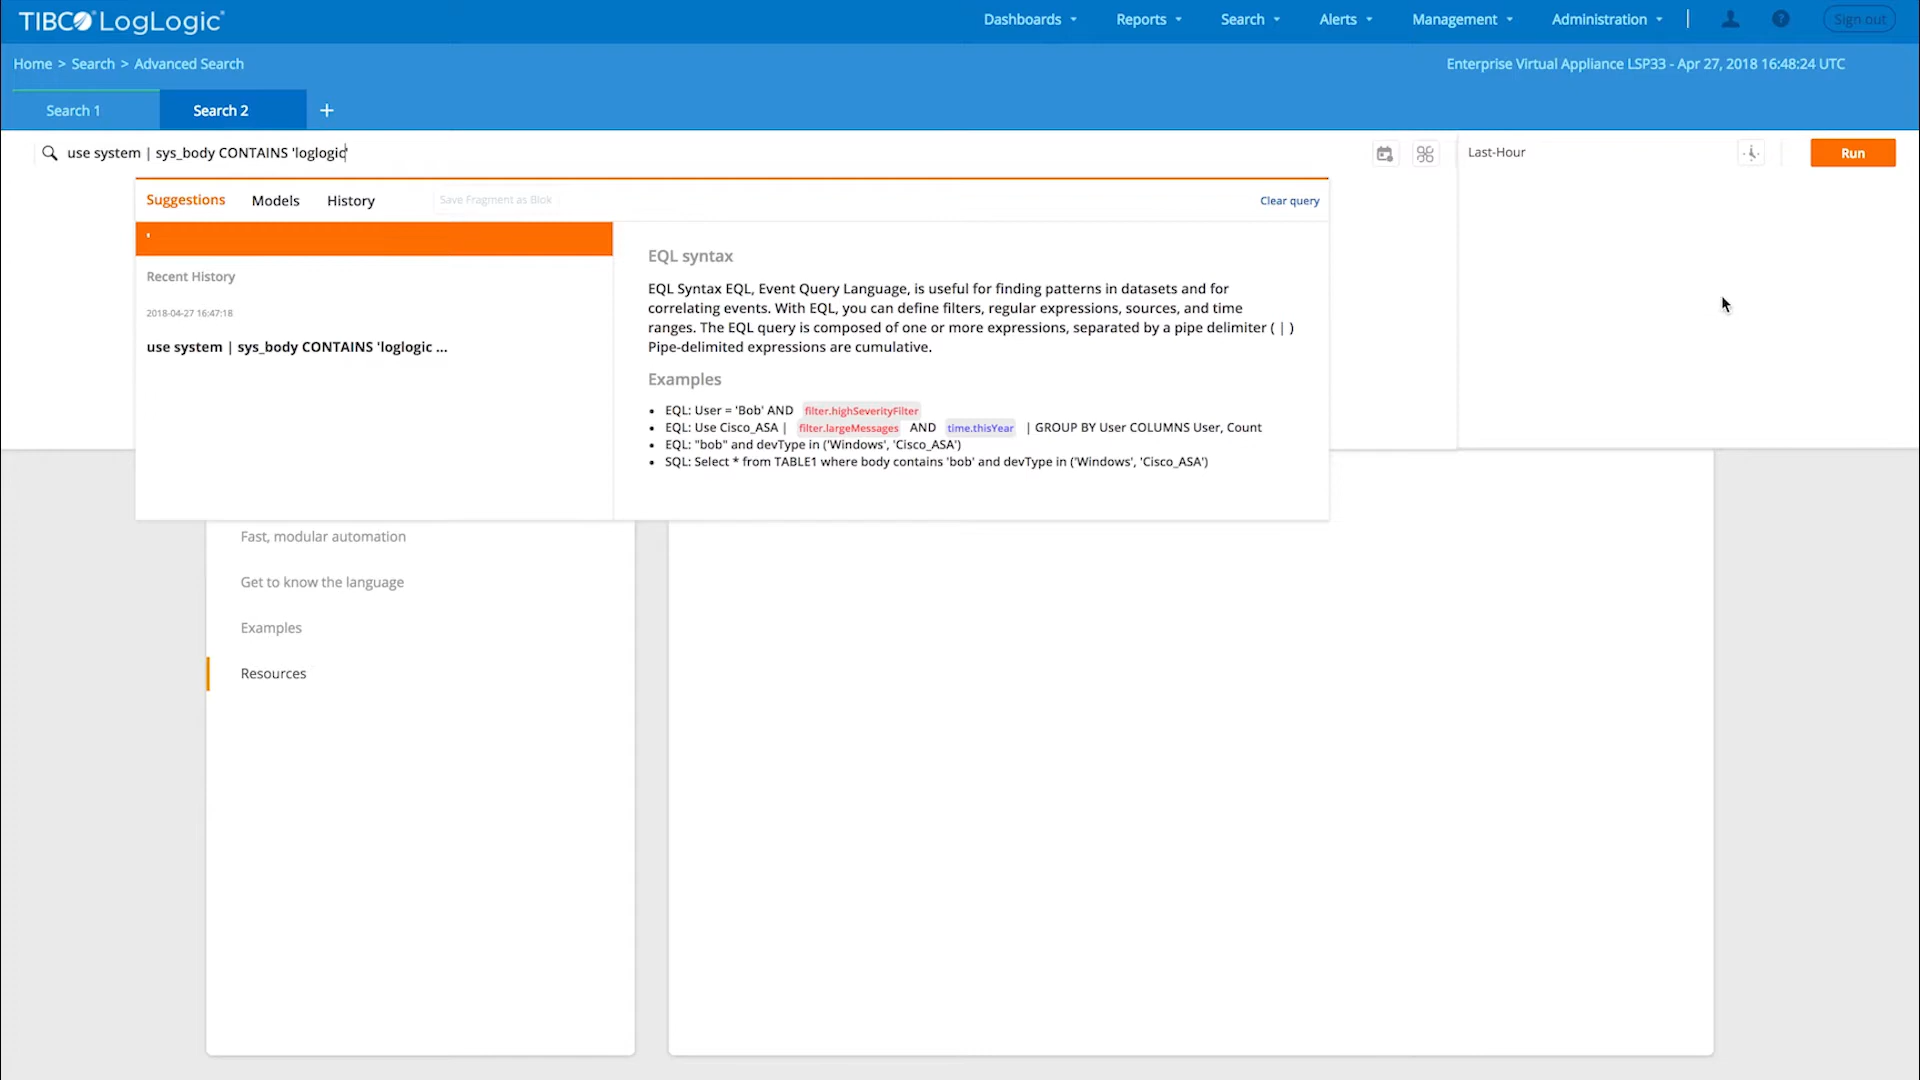 TIBCO LogLogic
Dashboards Reports Search Alerts Management Administration Sign out
Home > Search > Advanced Search
Enterprise Virtual Appliance LSP33 - Apr 27, 2018 16:48:24 UTC
Search 1 Search 2 +
use system | sys_body CONTAINS 'loglogic'
Last-Hour
Run
Suggestions Models History Save Fragment as Blok Clear query
'
Recent History
2018-04-27 16:47:18
use system | sys_body CONTAINS 'loglogic ...
EQL syntax
EQL Syntax EQL, Event Query Language, is useful for finding patterns in datasets and for
correlating events. With EQL, you can define filters, regular expressions, sources, and time
ranges. The EQL query is composed of one or more expressions, separated by a pipe delimiter ( | )
Pipe-delimited expressions are cumulative.
Examples
• EQL: User = 'Bob' AND filter.highSeverityFilter
• EQL: Use Cisco_ASA | filter.largeMessages AND time.thisYear | GROUP BY User COLUMNS User, Count
• EQL: "bob" and devType in ('Windows', 'Cisco_ASA')
• SQL: Select * from TABLE1 where body contains 'bob' and devType in ('Windows', 'Cisco_ASA')
Fast, modular automation
Get to know the language
Examples
Resources